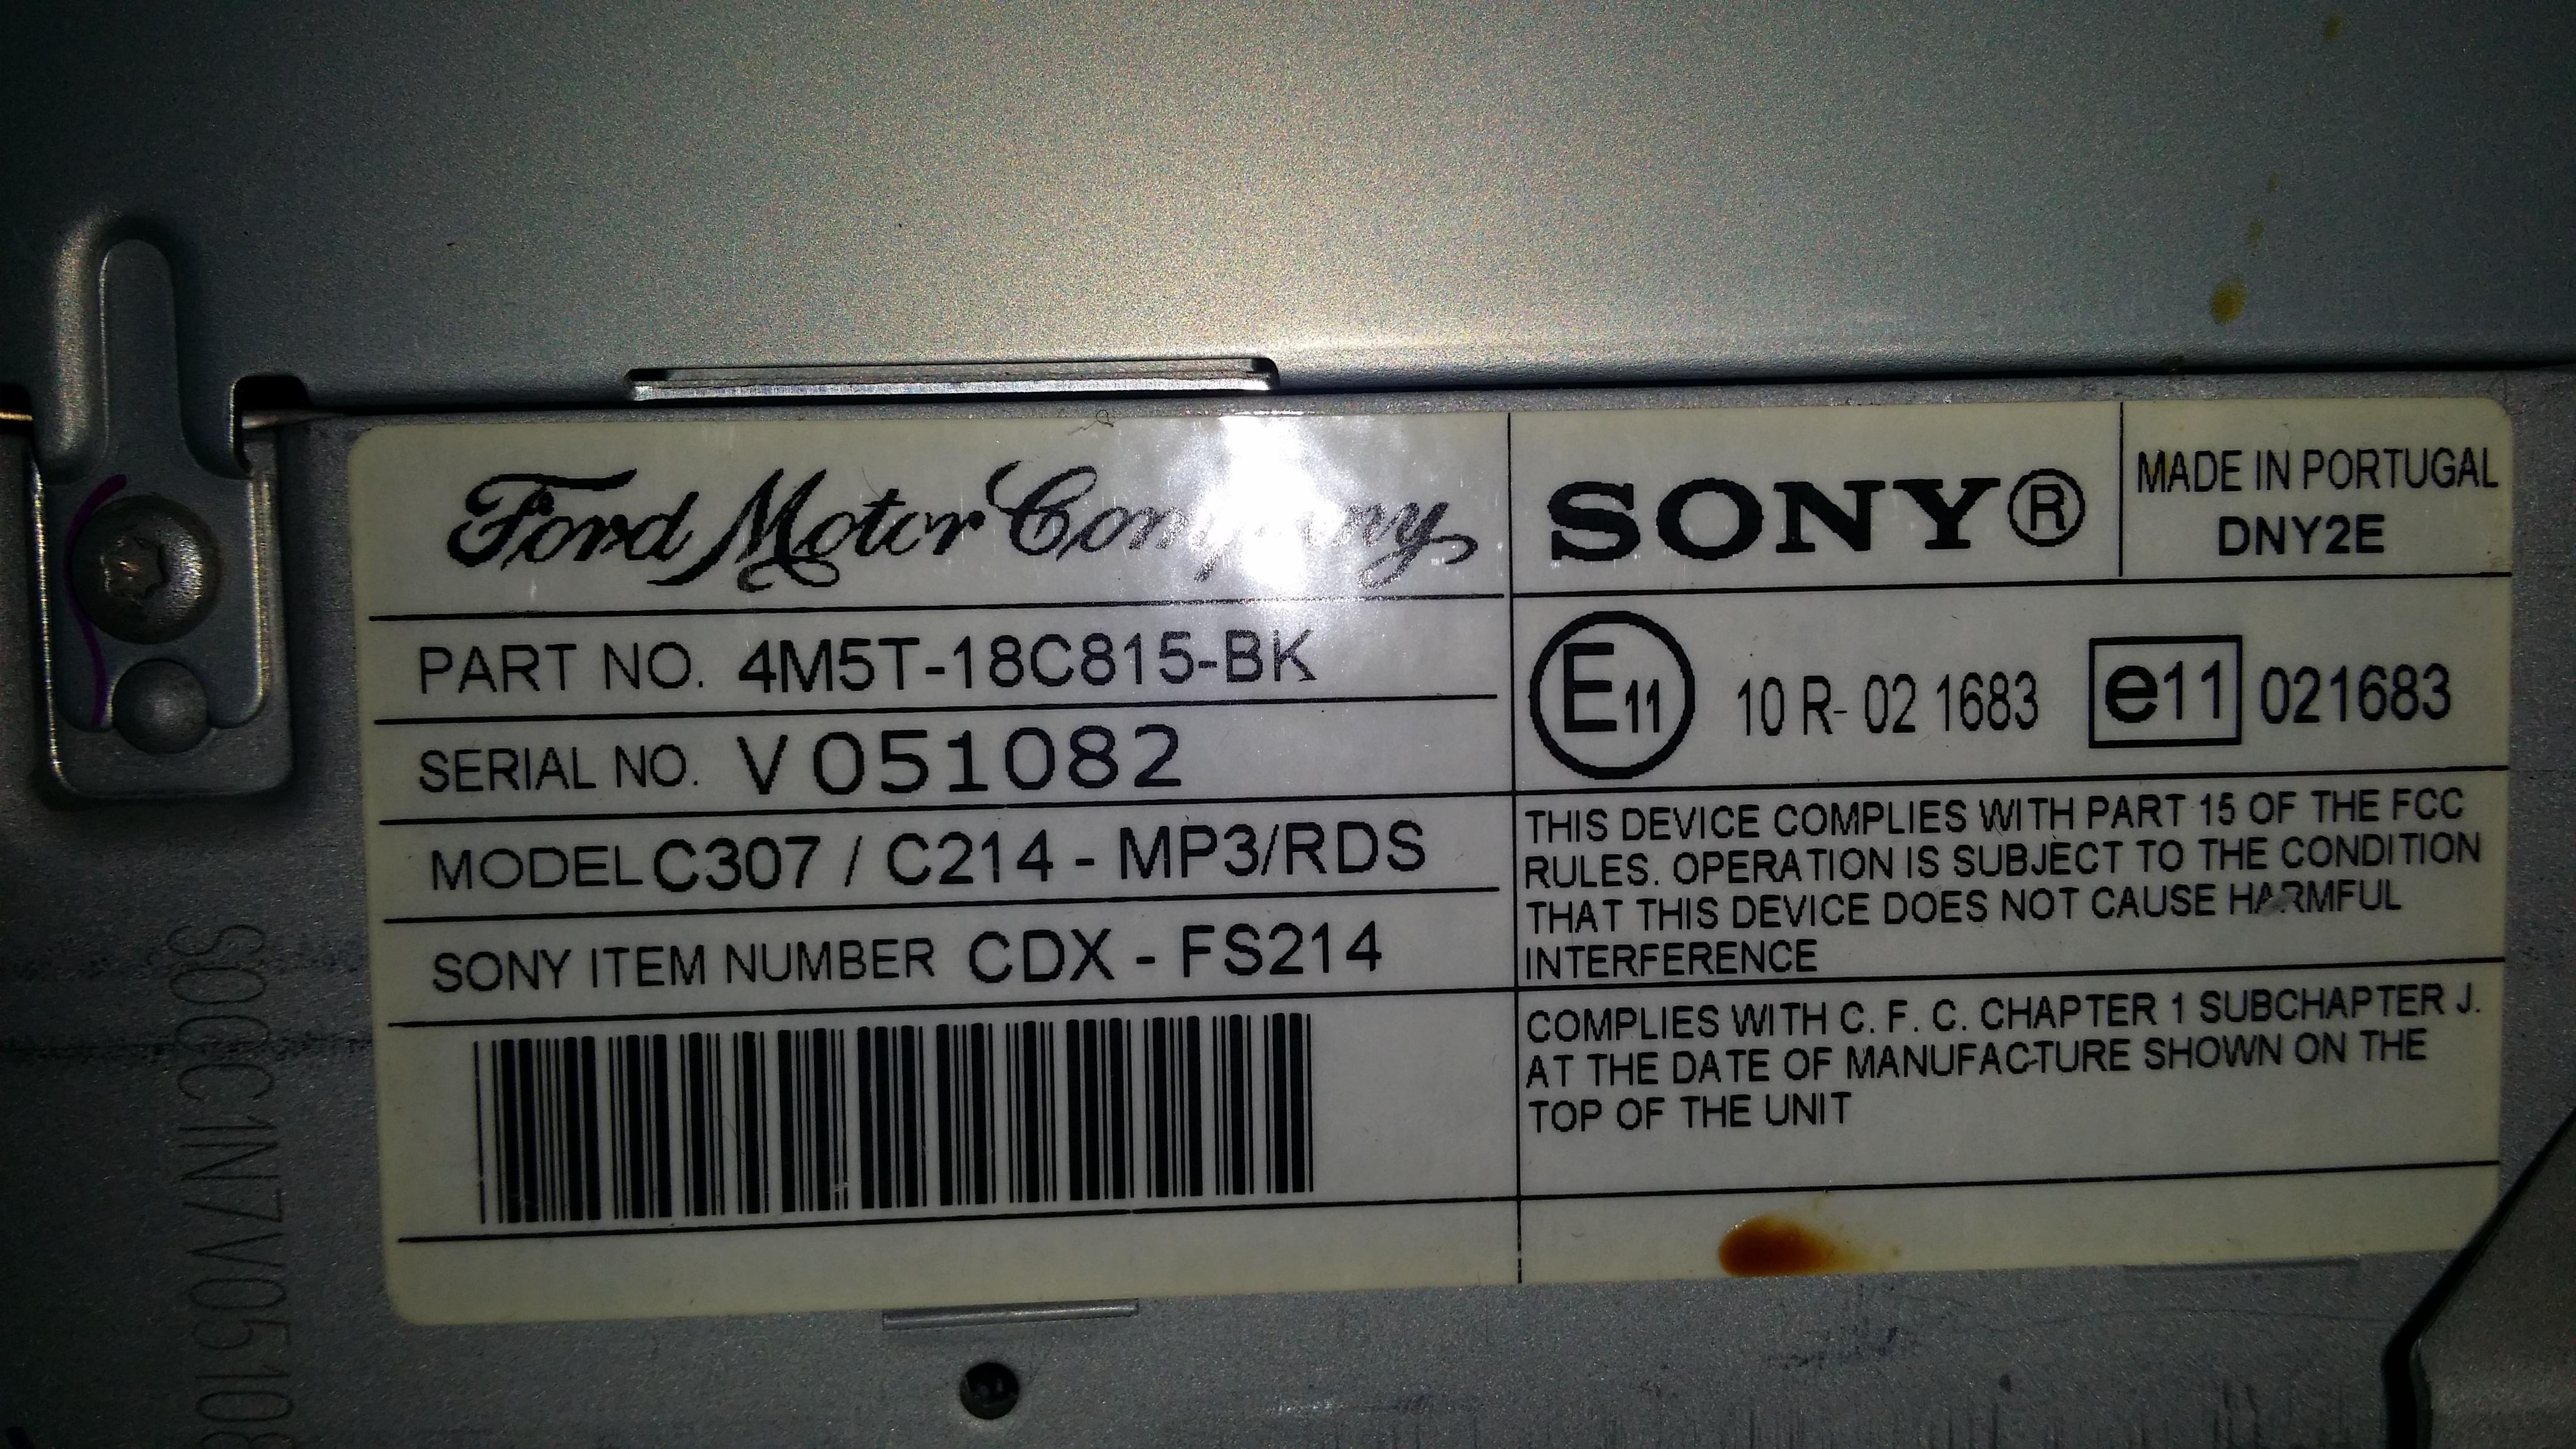 Ford Motor Company
PART NO. 4M5T-18C815-BK
SERIAL NO. V051082
MODEL C307 / C214 - MP3/RDS
SONY ITEM NUMBER CDX - FS214
SONY®
MADE IN PORTUGAL
DNY2E
E11 10 R- 02 1683 e11 021683
THIS DEVICE COMPLIES WITH PART 15 OF THE FCC
RULES. OPERATION IS SUBJECT TO THE CONDITION
THAT THIS DEVICE DOES NOT CAUSE HARMFUL
INTERFERENCE
COMPLIES WITH C. F. C. CHAPTER 1 SUBCHAPTER J.
AT THE DATE OF MANUFACTURE SHOWN ON THE
TOP OF THE UNIT